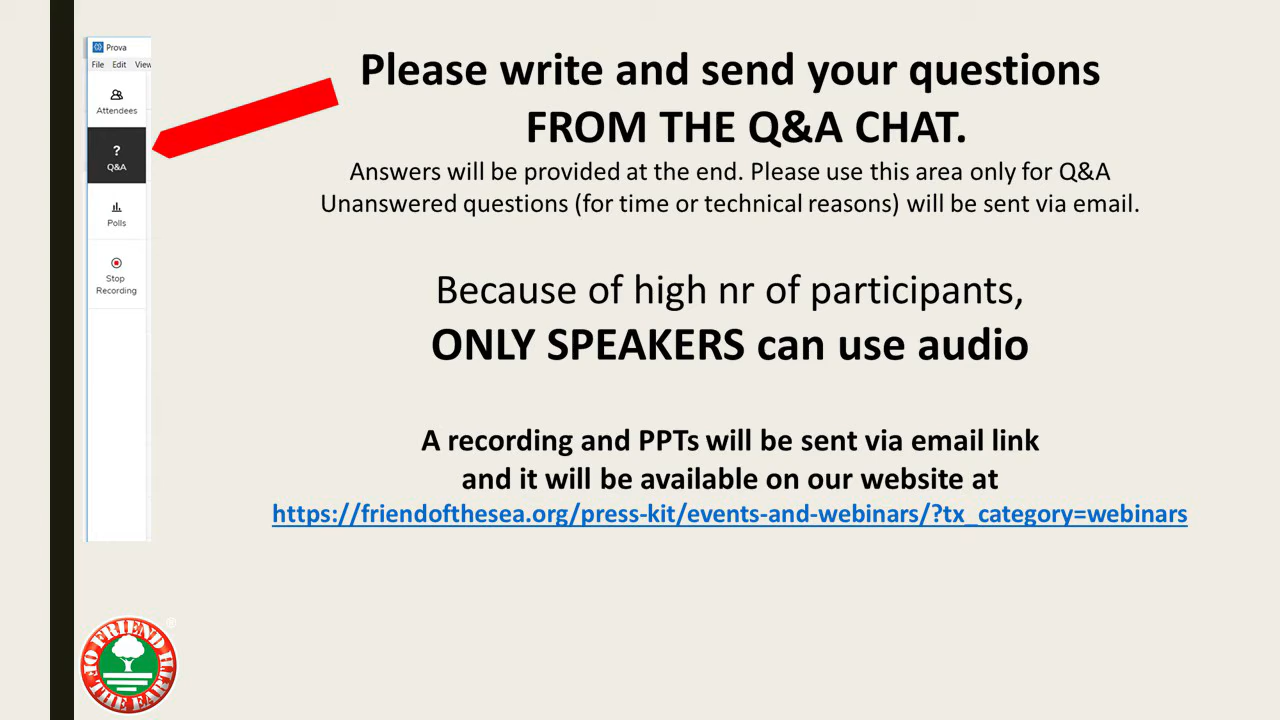 Prova
File Edit View
Attendees
?
Q&A
Polls
Stop
Recording
Please write and send your questions
FROM THE Q&A CHAT.
Answers will be provided at the end. Please use this area only for Q&A
Unanswered questions (for time or technical reasons) will be sent via email.
Because of high nr of participants,
ONLY SPEAKERS can use audio
A recording and PPTs will be sent via email link
and it will be available on our website at
https://friendofthesea.org/press-kit/events-and-webinars/?tx_category=webinars
FRIEND OF THE EARTH
®